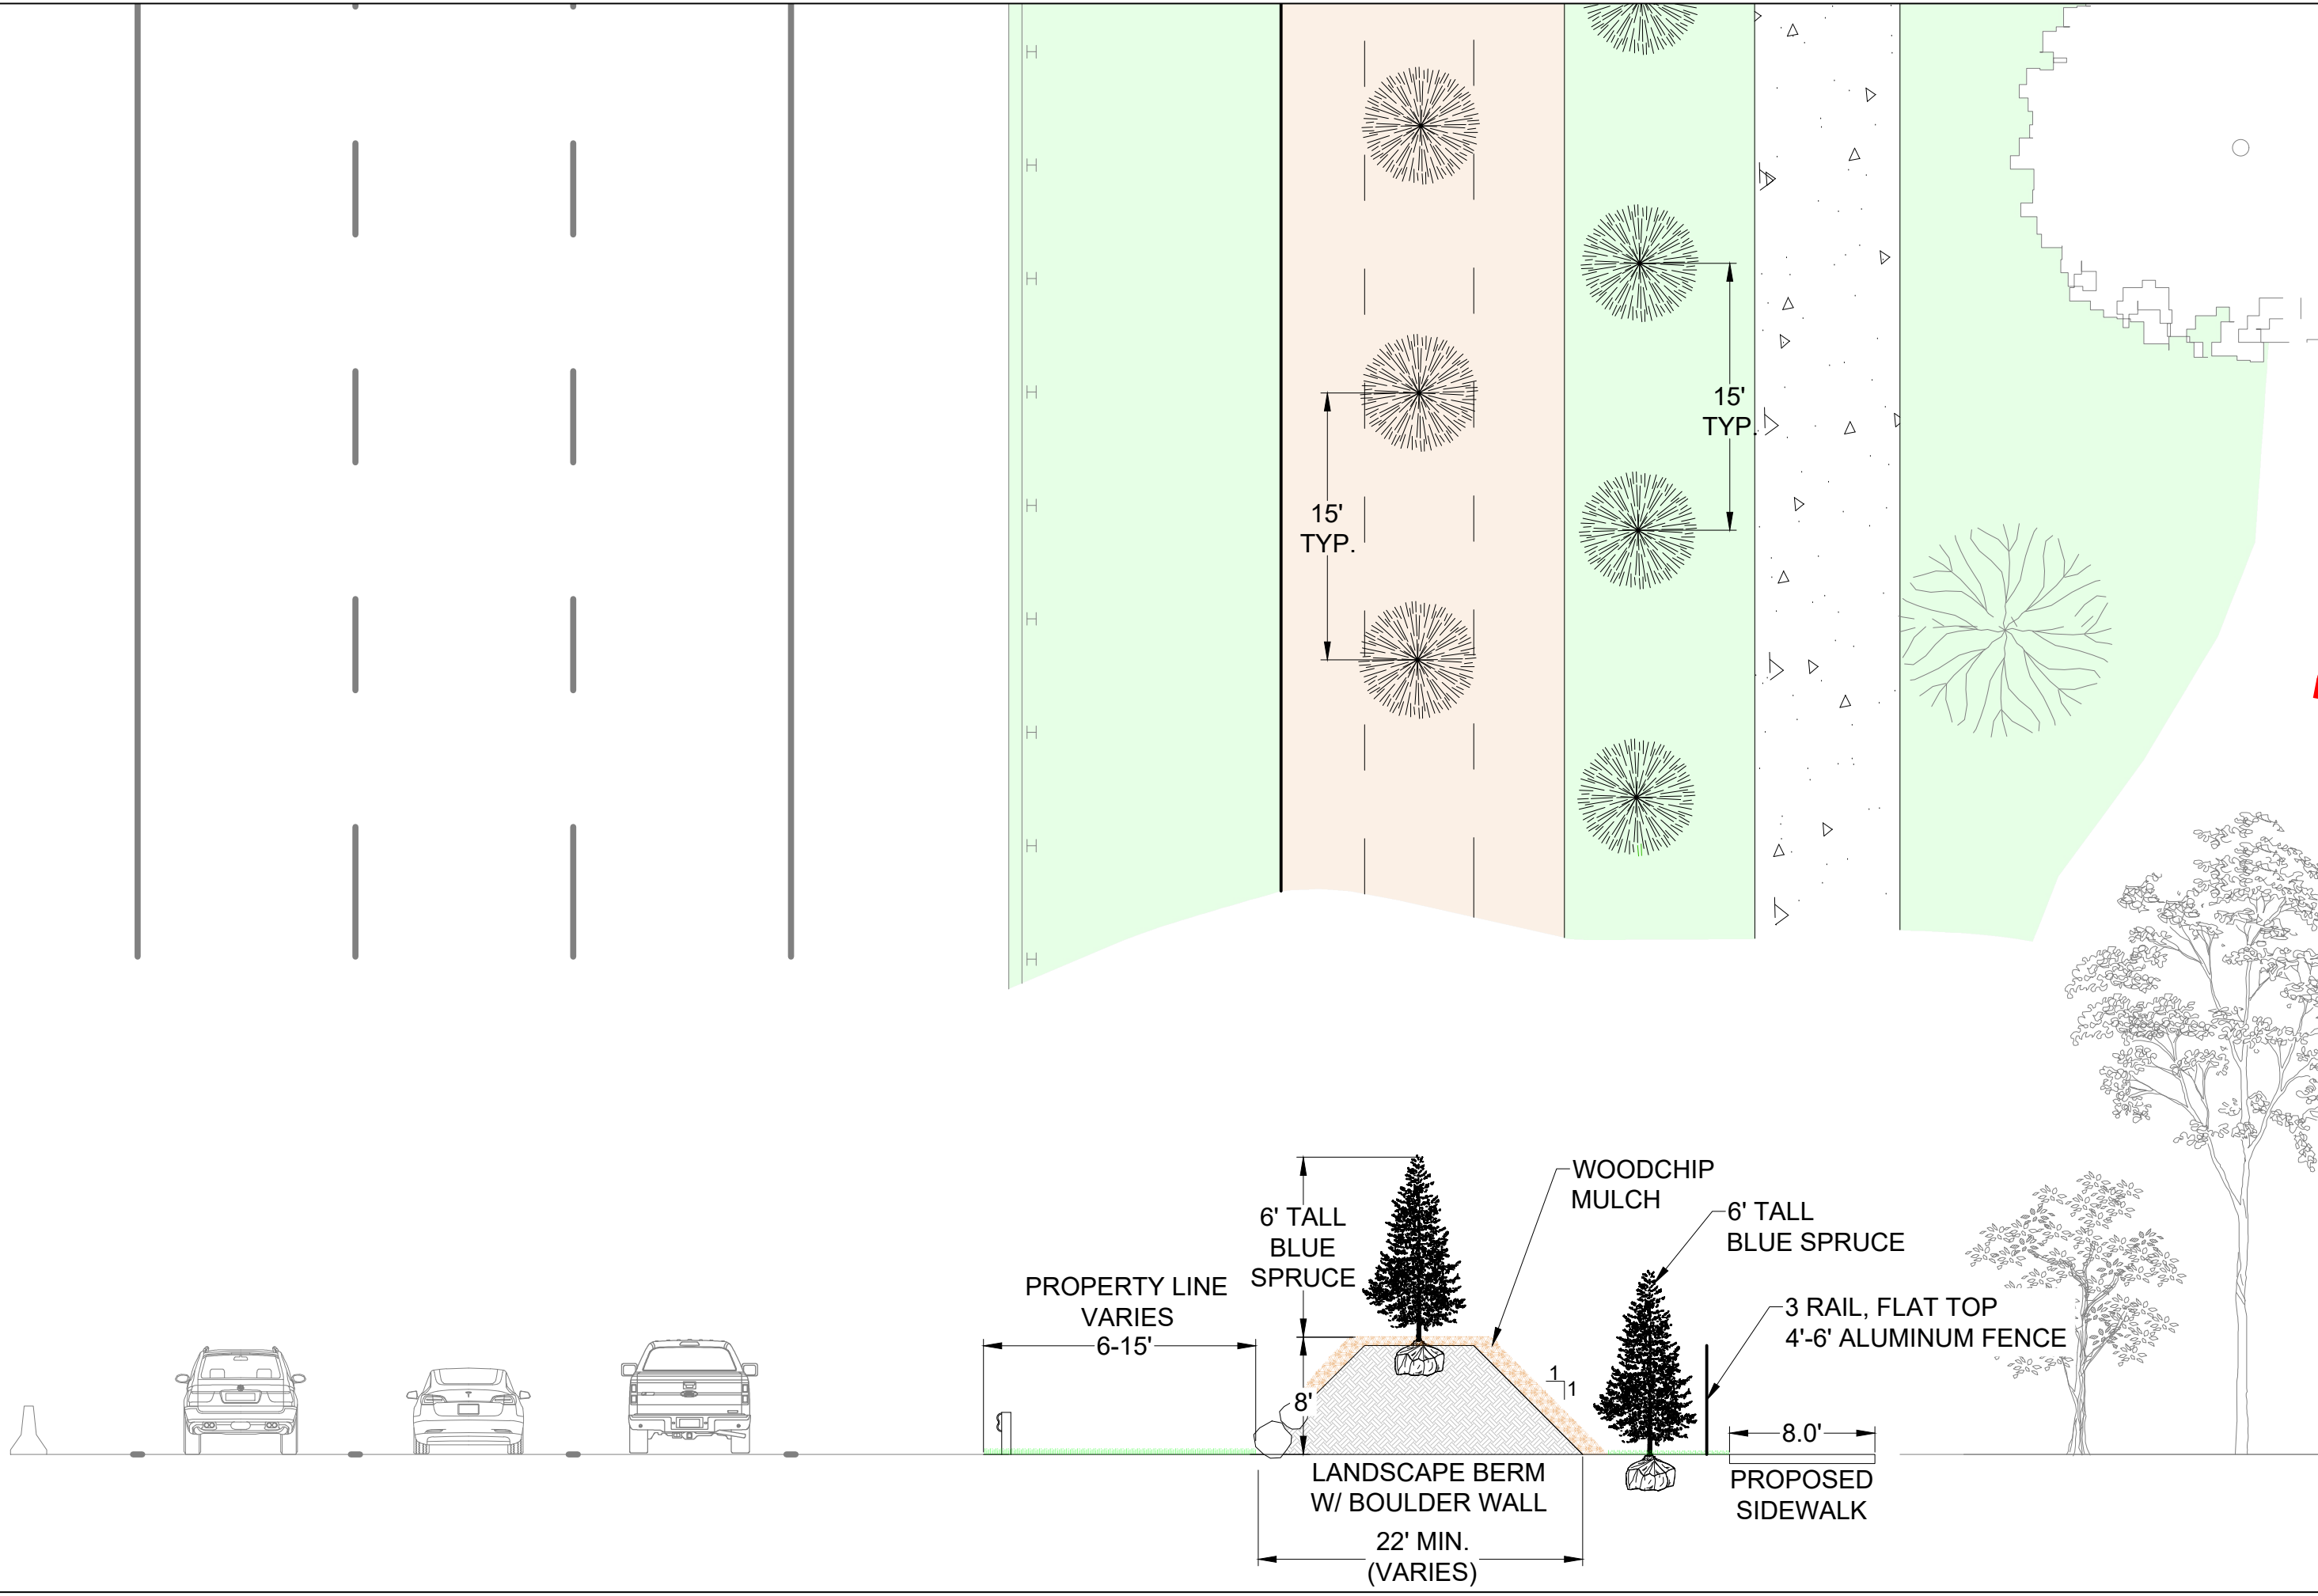 15'
TYP.
15'
TYP.
WOODCHIP
MULCH
6' TALL
BLUE
SPRUCE
6' TALL
BLUE SPRUCE
PROPERTY LINE
VARIES
6-15'
3 RAIL, FLAT TOP
4'-6' ALUMINUM FENCE
1
1
8'
8.0'
LANDSCAPE BERM
W/ BOULDER WALL
PROPOSED
SIDEWALK
22' MIN.
(VARIES)